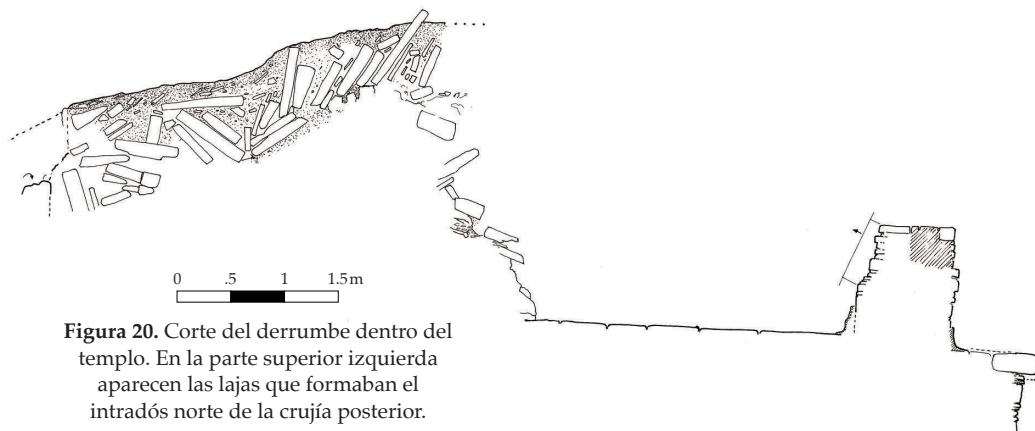 0 .5 1 1.5 m
Figura 20. Corte del derrumbe dentro del
templo. En la parte superior izquierda
aparecen las lajas que formaban el
intradós norte de la crujía posterior.